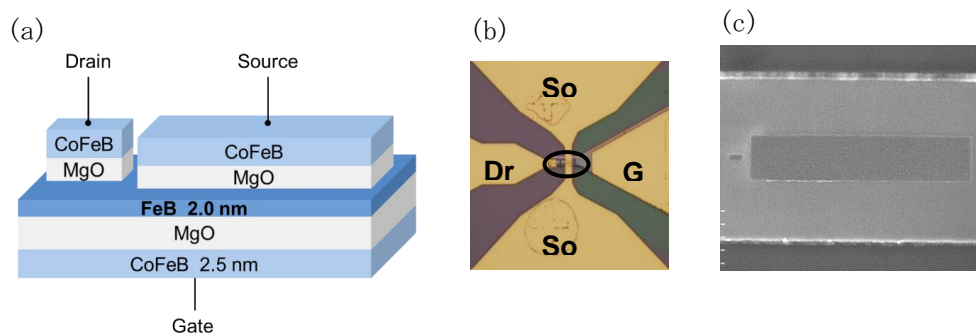 (a)
Drain
Source
CoFeB
MgO
CoFeB
MgO
FeB 2.0 nm
MgO
CoFeB 2.5 nm
Gate
(b)
So
Dr
G
So
(c)